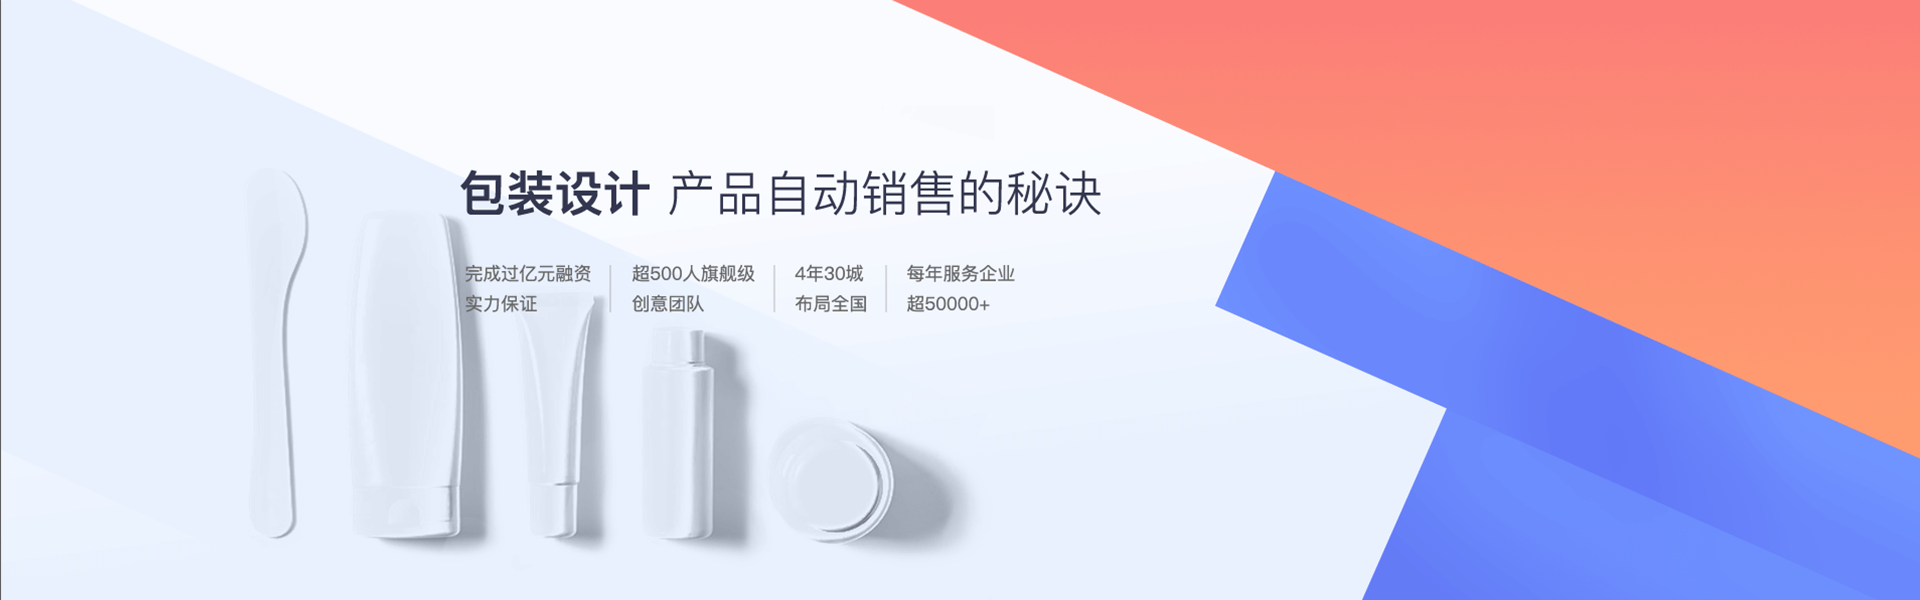 包装设计 产品自动销售的秘诀
完成过亿元融资
实力保证
超500人旗舰级
创意团队
4年30城
布局全国
每年服务企业
超50000+